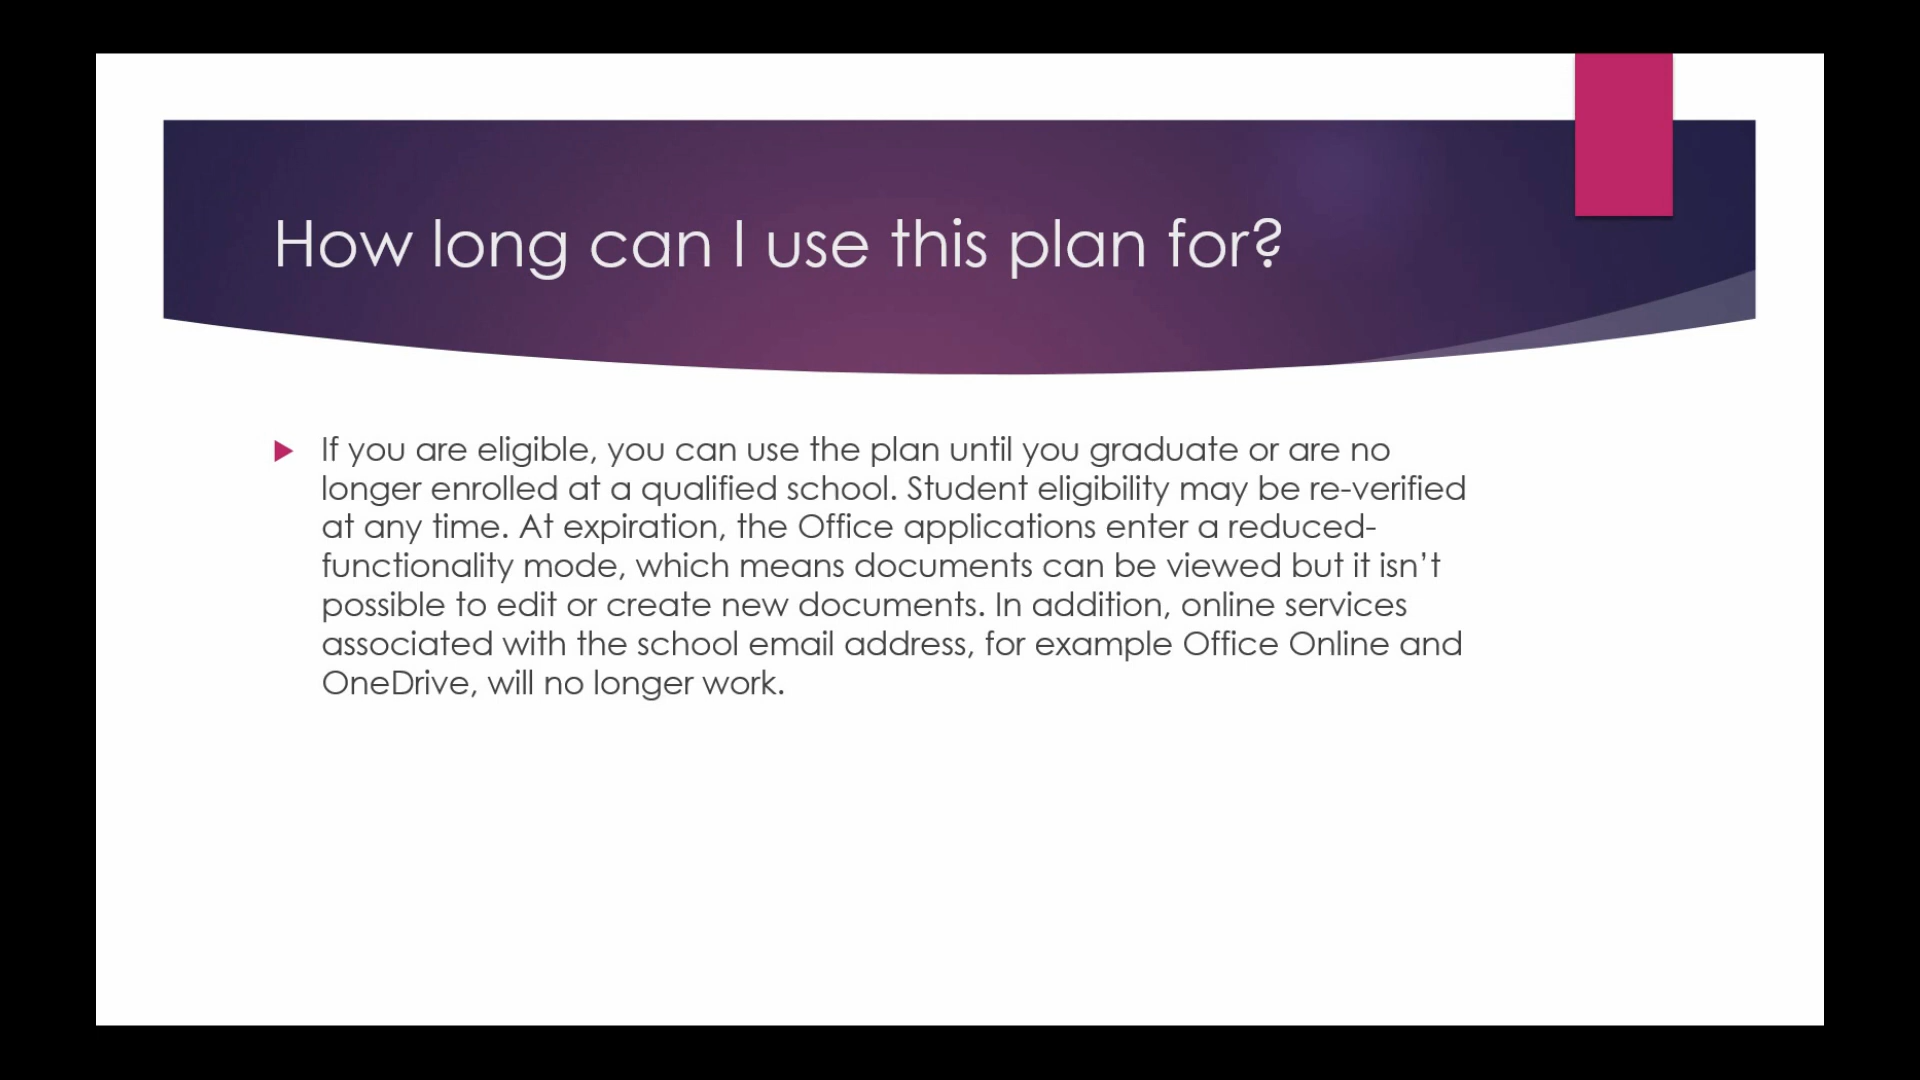 How long can I use this plan for?
If you are eligible, you can use the plan until you graduate or are no
longer enrolled at a qualified school. Student eligibility may be re-verified
at any time. At expiration, the Office applications enter a reduced-
functionality mode, which means documents can be viewed but it isn’t
possible to edit or create new documents. In addition, online services
associated with the school email address, for example Office Online and
OneDrive, will no longer work.